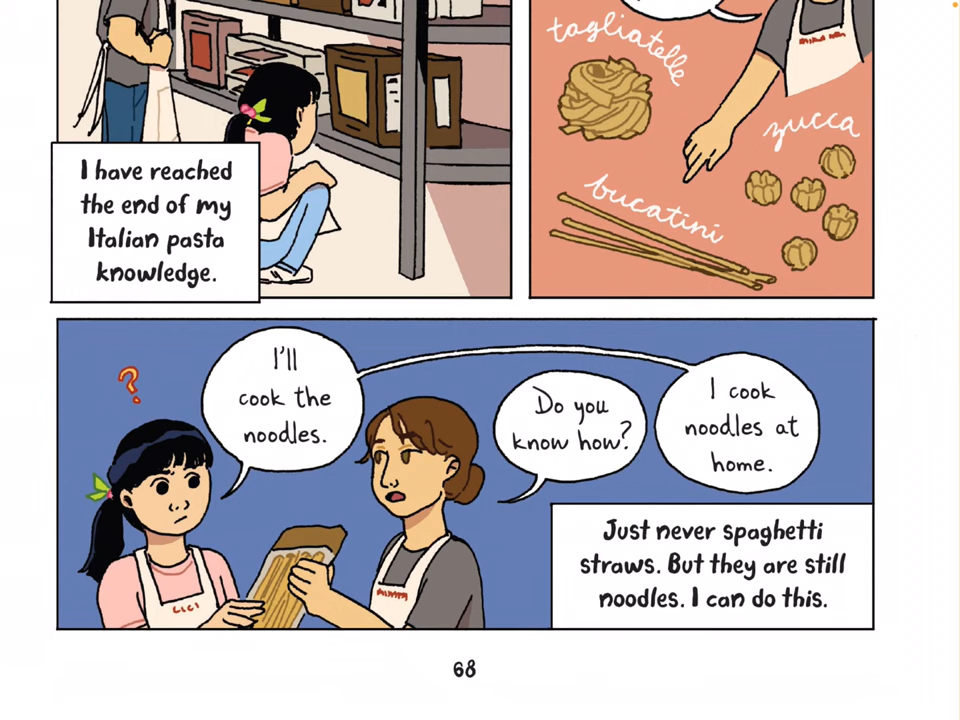 I have reached
the end of my
Italian pasta
knowledge.
tagliatelle
zucca
bucatini
?
I'll
cook the
noodles.
Do you
know how?
I cook
noodles at
home.
CiCi
Just never spaghetti
straws. But they are still
noodles. I can do this.
68